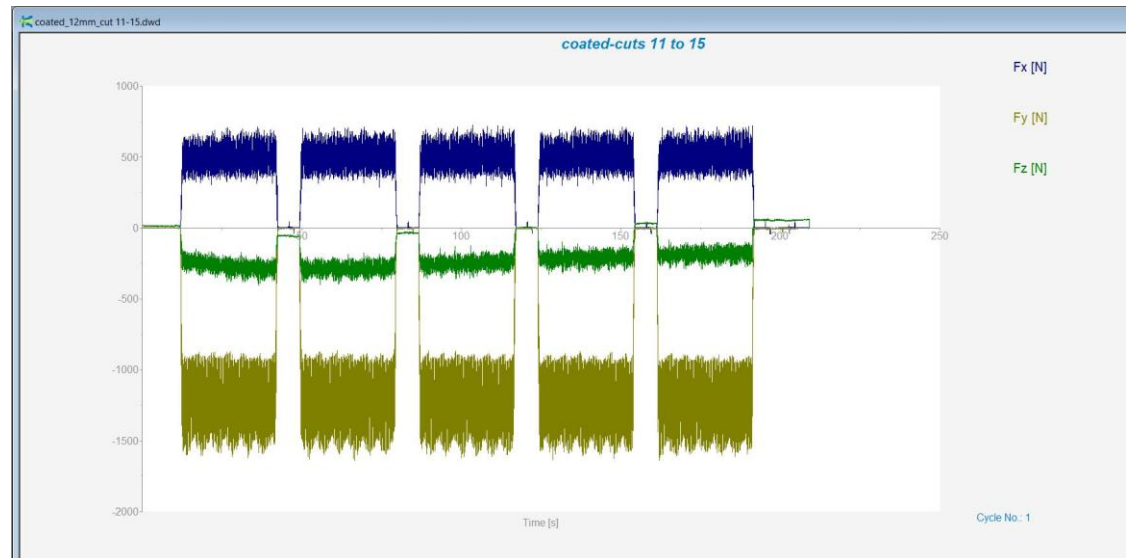 coated_12mm_cut 11-15.dwd
coated-cuts 11 to 15
Fx [N]
Fy [N]
Fz [N]
1000
500
0
-500
-1000
-1500
-2000
50
100
150
200
250
Time [s]
Cycle No.: 1